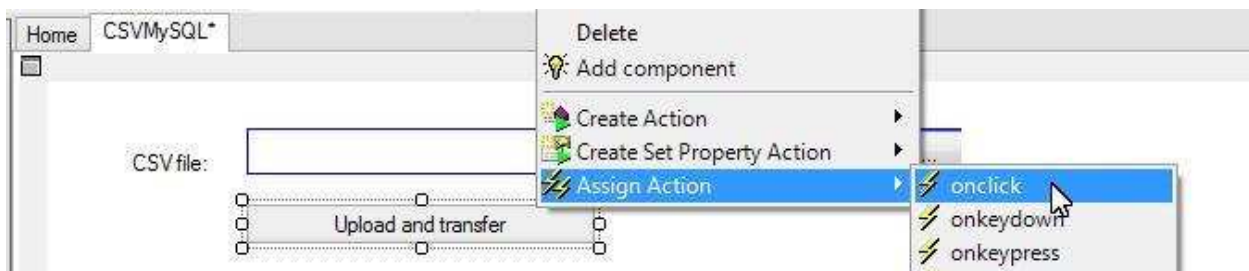 Home CSVMySQL*
Delete
Add component
Create Action
CSV file:
Create Set Property Action
...
Assign Action
onclick
Upload and transfer
onkeydown
onkeypress